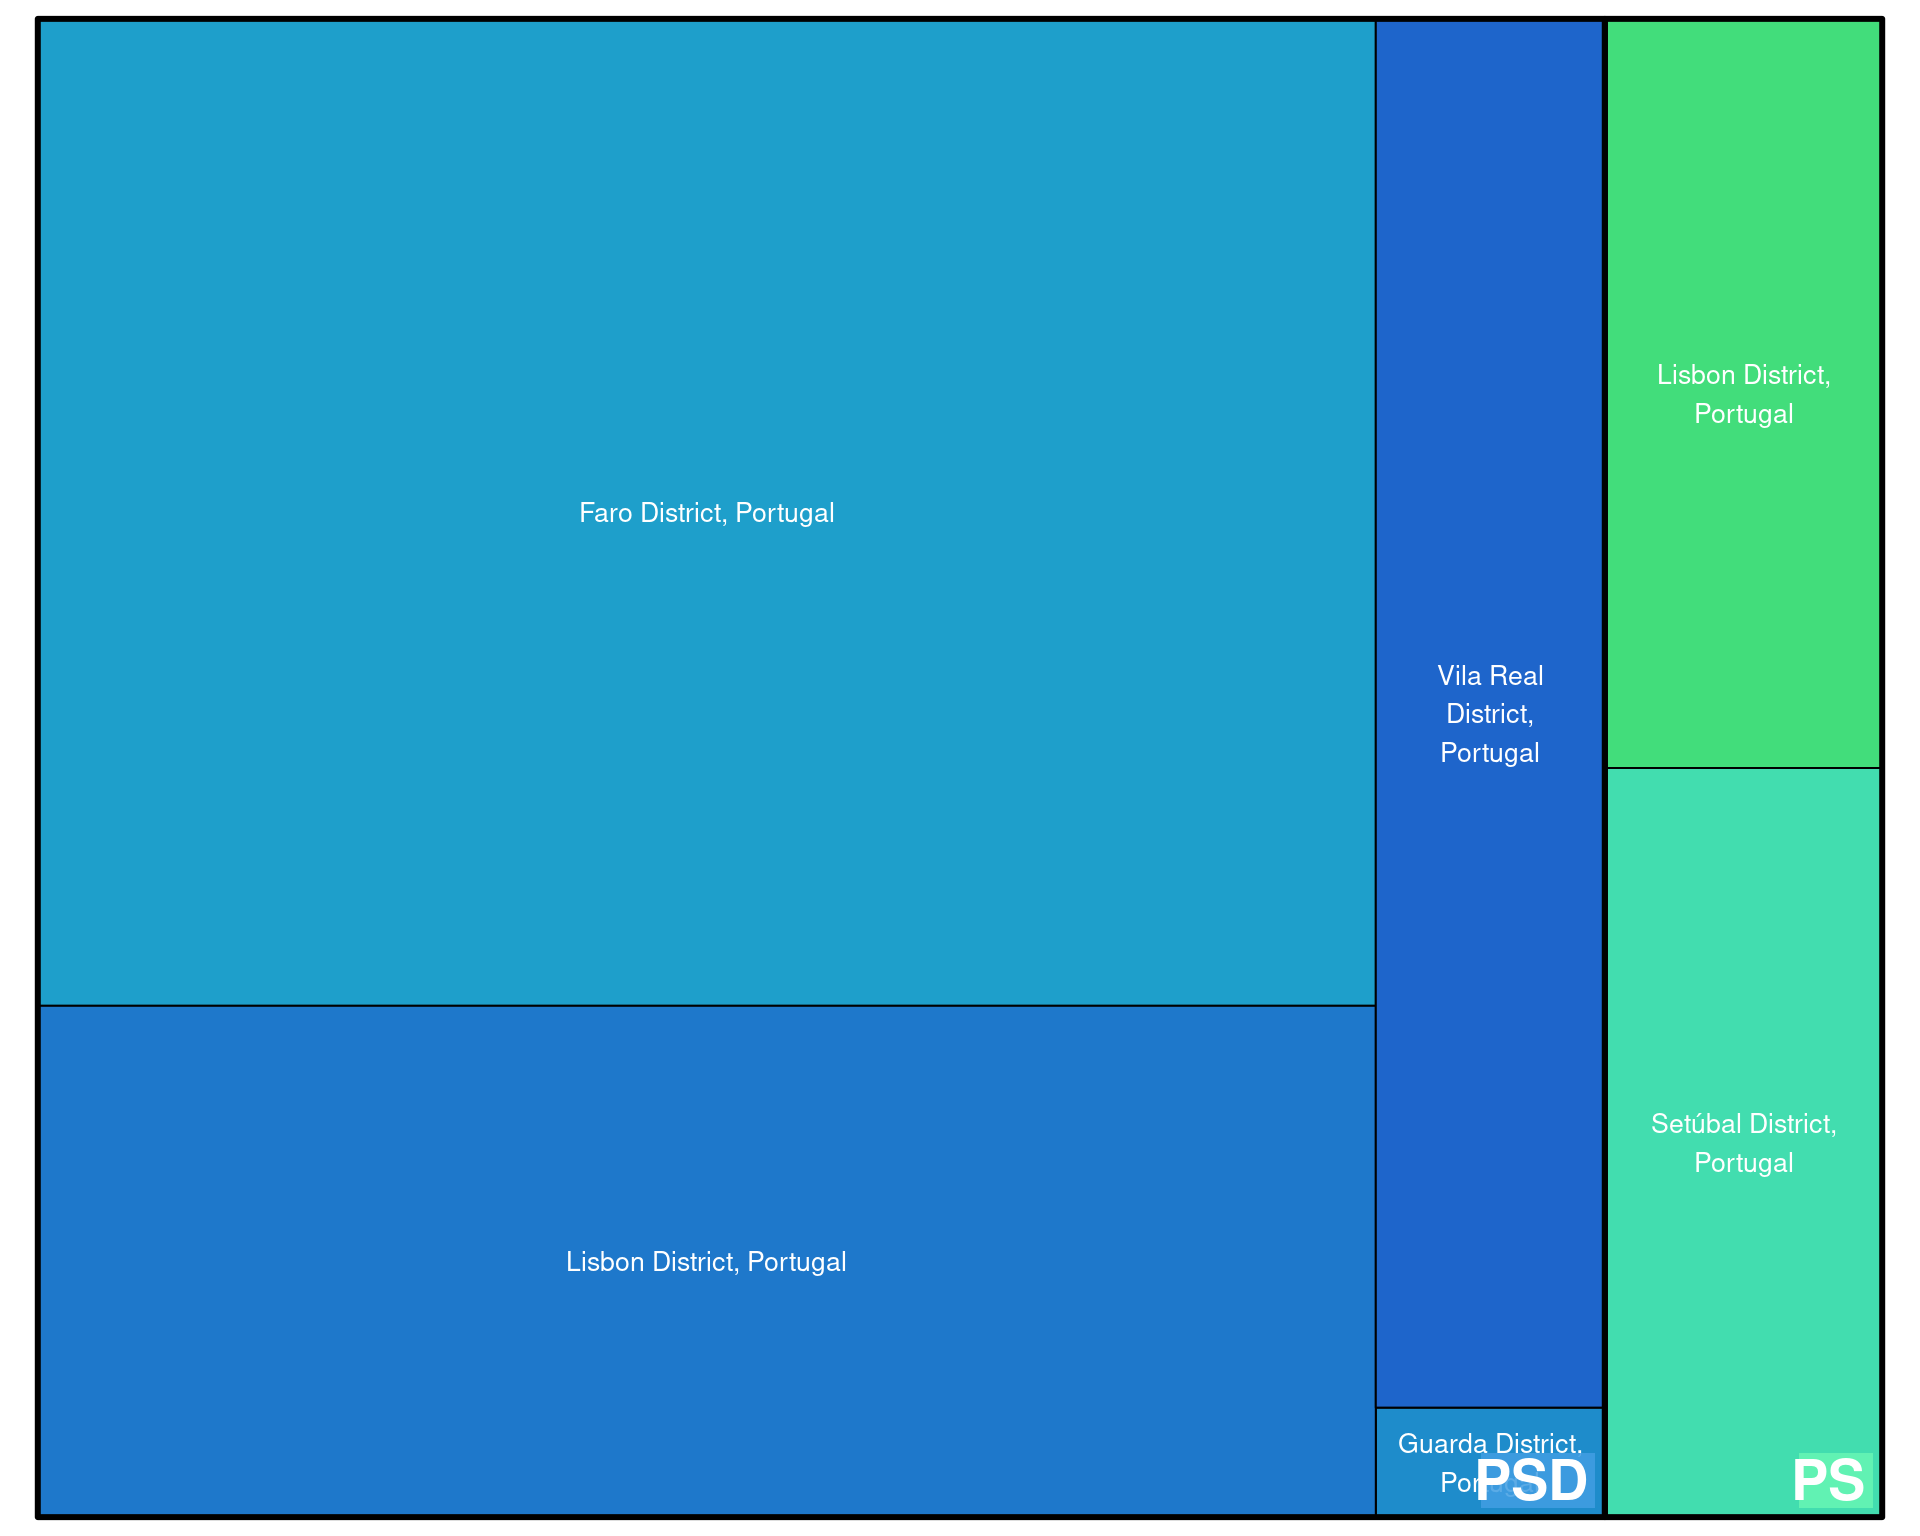 Faro District, Portugal
Lisbon District, Portugal
Vila Real
District,
Portugal
Guarda District,
PSD
Lisbon District,
Portugal
Setúbal District,
Portugal
PS